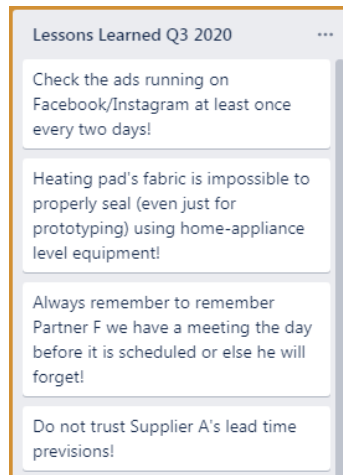 Lessons Learned Q3 2020
Check the ads running on
Facebook/Instagram at least once
every two days!
Heating pad's fabric is impossible to
properly seal (even just for
prototyping) using home-appliance
level equipment!
Always remember to remember
Partner F we have a meeting the day
before it is scheduled or else he will
forget!
Do not trust Supplier A's lead time
previsions!